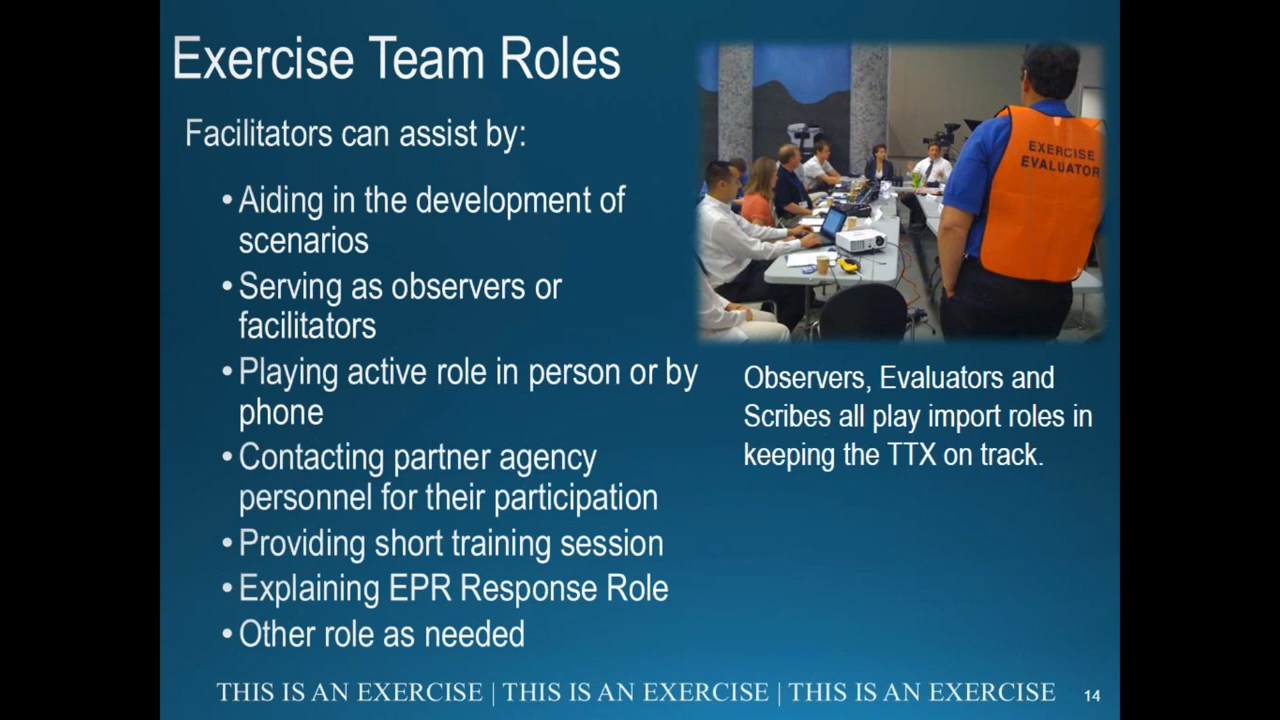 Exercise Team Roles
Facilitators can assist by:
• Aiding in the development of
scenarios
• Serving as observers or
facilitators
• Playing active role in person or by
phone
• Contacting partner agency
personnel for their participation
• Providing short training session
• Explaining EPR Response Role
• Other role as needed
EXERCISE
EVALUATOR
Observers, Evaluators and
Scribes all play import roles in
keeping the TTX on track.
THIS IS AN EXERCISE | THIS IS AN EXERCISE | THIS IS AN EXERCISE
14